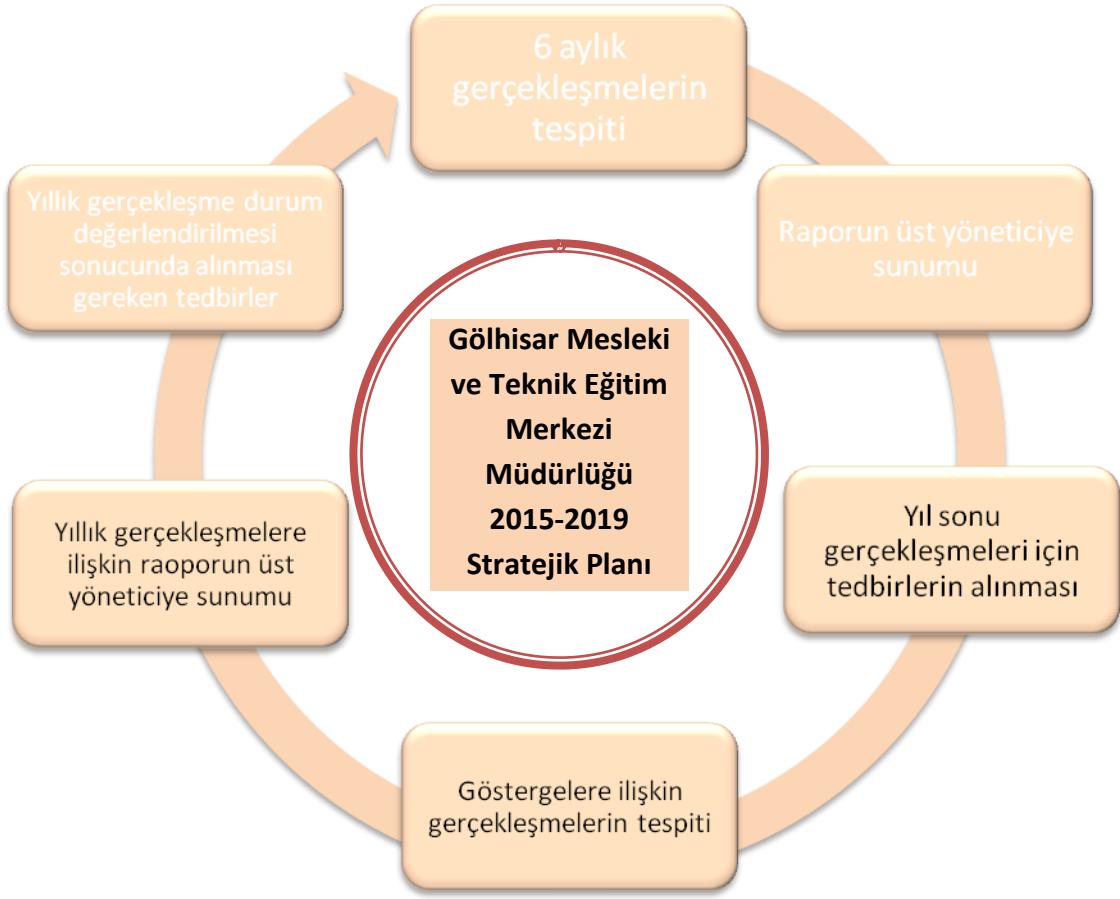 6 aylık
gerçekleşmelerin
tespiti
Raporun üst yöneticiye
sunumu
Yıl sonu
gerçekleşmeleri için
tedbirlerin alınması
Göstergelere ilişkin
gerçekleşmelerin tespiti
Yıllık gerçekleşmelere
ilişkin raoporun üst
yöneticiye sunumu
Yıllık gerçekleşme durum
değerlendirilmesi
sonucunda alınması
gereken tedbirler
Gölhisar Mesleki
ve Teknik Eğitim
Merkezi
Müdürlüğü
2015-2019
Stratejik Planı